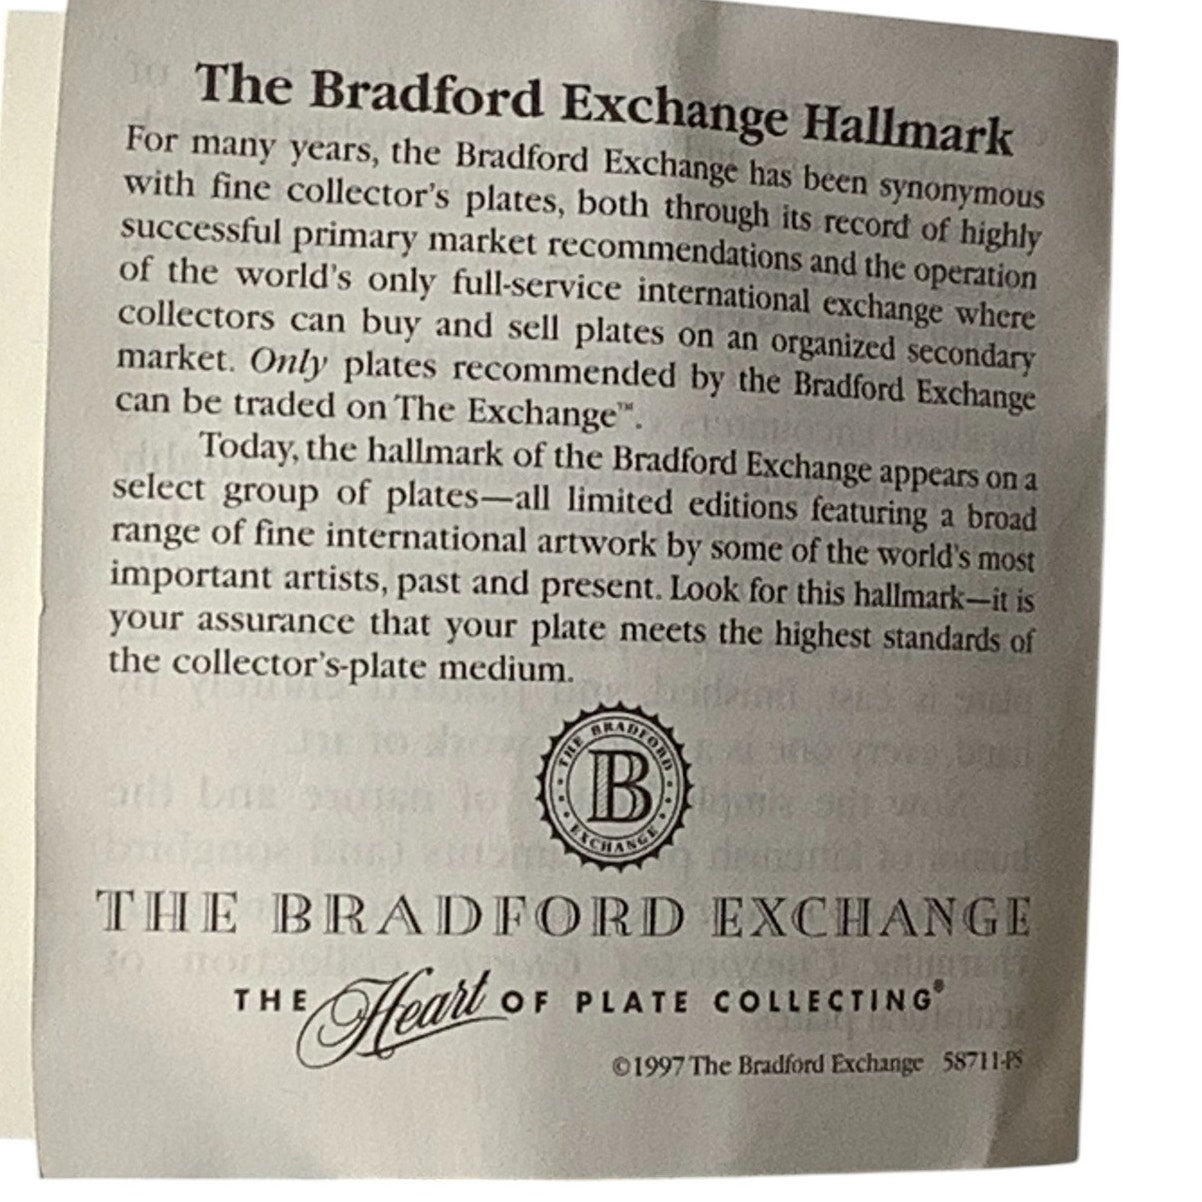 The Bradford Exchange Hallmark
For many years, the Bradford Exchange has been synonymous
with fine collector's plates, both through its record of highly
successful primary market recommendations and the operation
of the world's only full-service international exchange where
collectors can buy and sell plates on an organized secondary
market. Only plates recommended by the Bradford Exchange
can be traded on The Exchange™.
Today, the hallmark of the Bradford Exchange appears on a
select group of plates—all limited editions featuring a broad
range of fine international artwork by some of the world's most
important artists, past and present. Look for this hallmark—it is
your assurance that your plate meets the highest standards of
the collector's-plate medium.
THE BRADFORD
B
EXCHANGE
THE BRADFORD EXCHANGE
THE Heart OF PLATE COLLECTING®
©1997 The Bradford Exchange 58711-PS